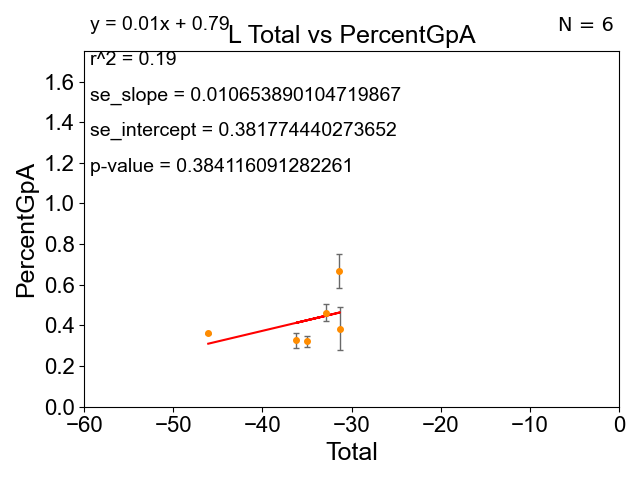 y = 0.01x + 0.79
N = 6
L Total vs PercentGpA
r^2 = 0.19
se_slope = 0.010653890104719867
se_intercept = 0.381774440273652
p-value = 0.384116091282261
PercentGpA
1.6
1.4
1.2
1.0
0.8
0.6
0.4
0.2
0.0
−60 −50 −40 −30 −20 −10 0
Total